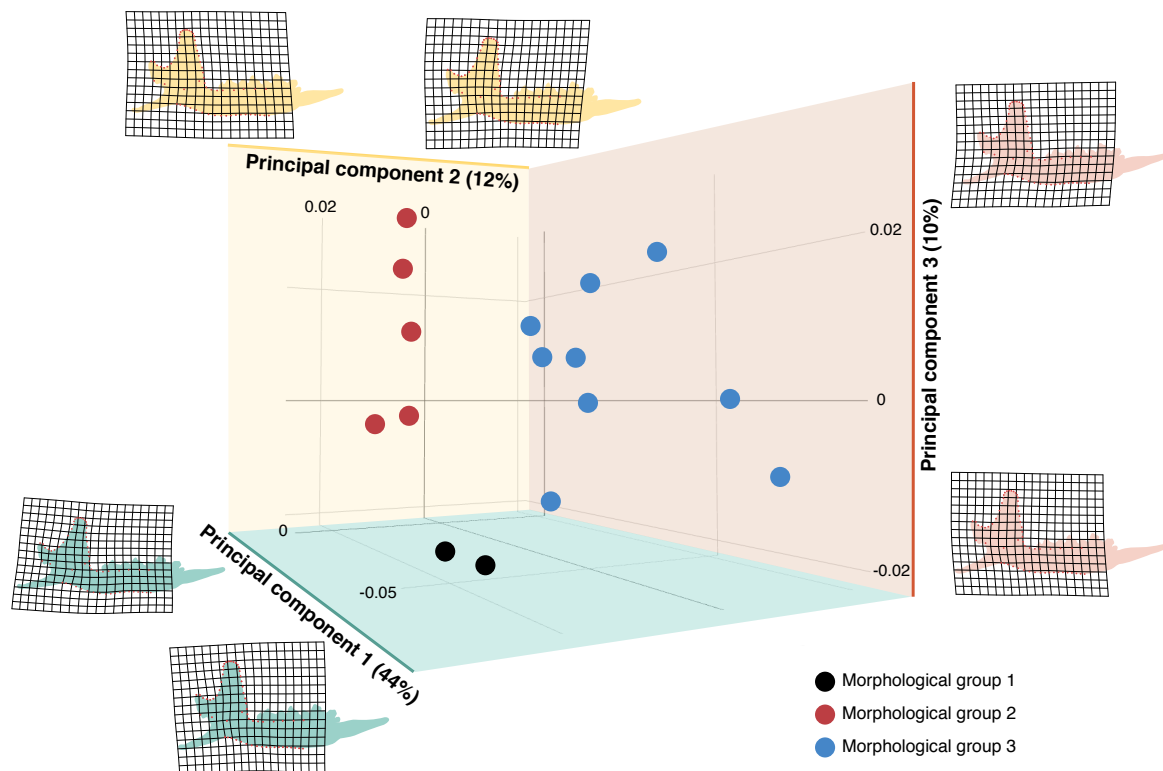 Principal component 2 (12%)
0.02
0
0.02
Principal component 3 (10%)
0
0
Principal component 1 (44%)
-0.05
-0.02
Morphological group 1
Morphological group 2
Morphological group 3